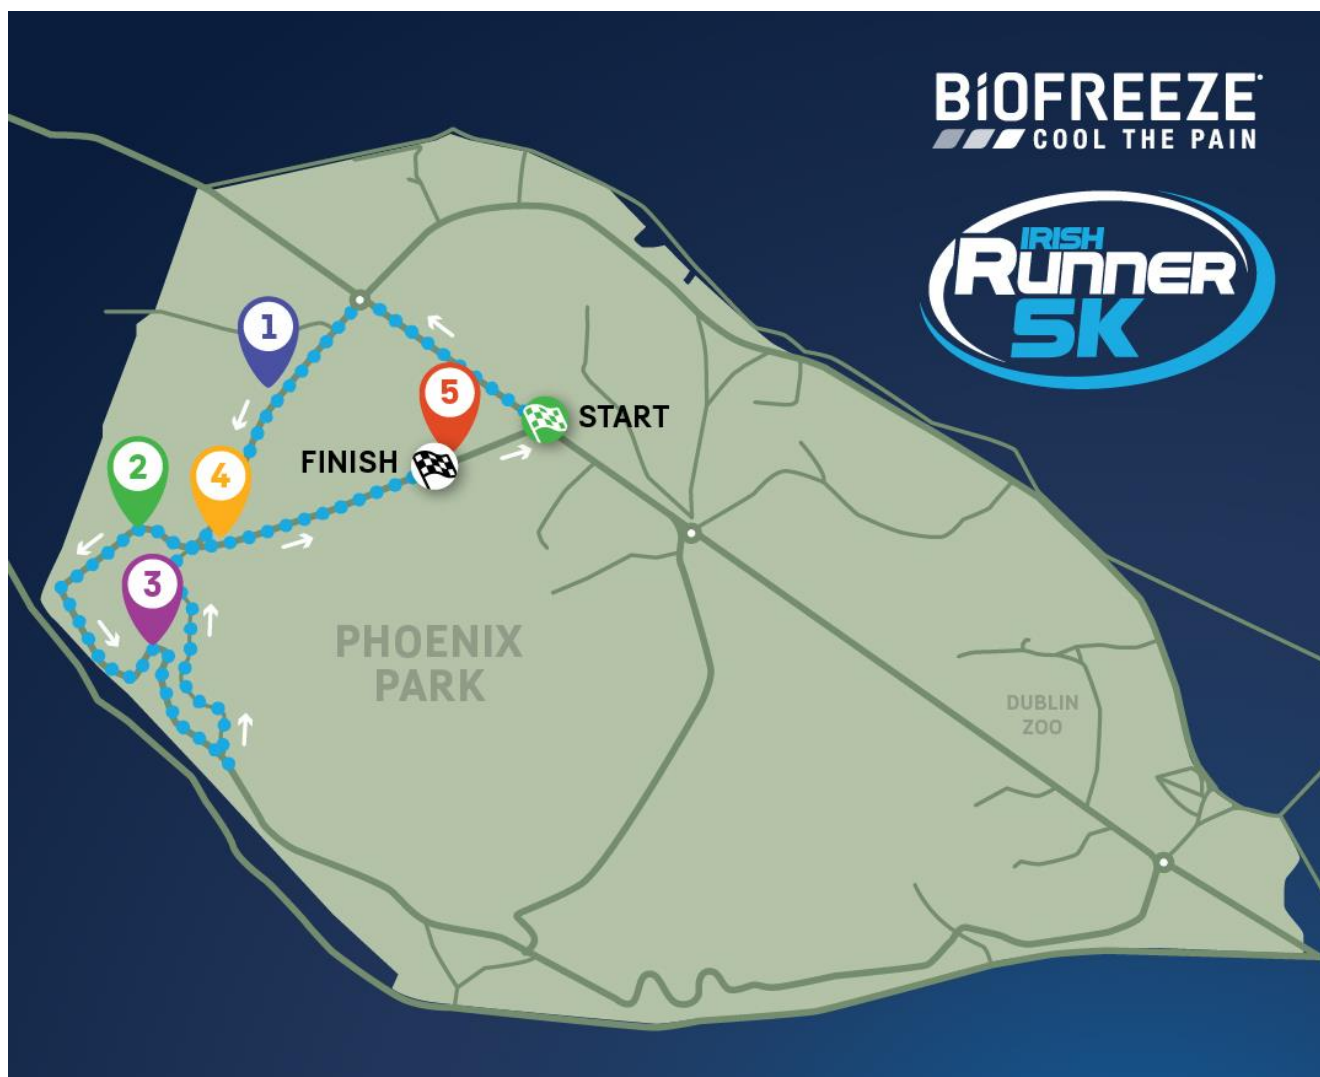 BiOFREEZE
COOL THE PAIN
IRISH
RUNNER
5K
1
5
START
FINISH
2
4
3
PHOENIX
PARK
DUBLIN
ZOO